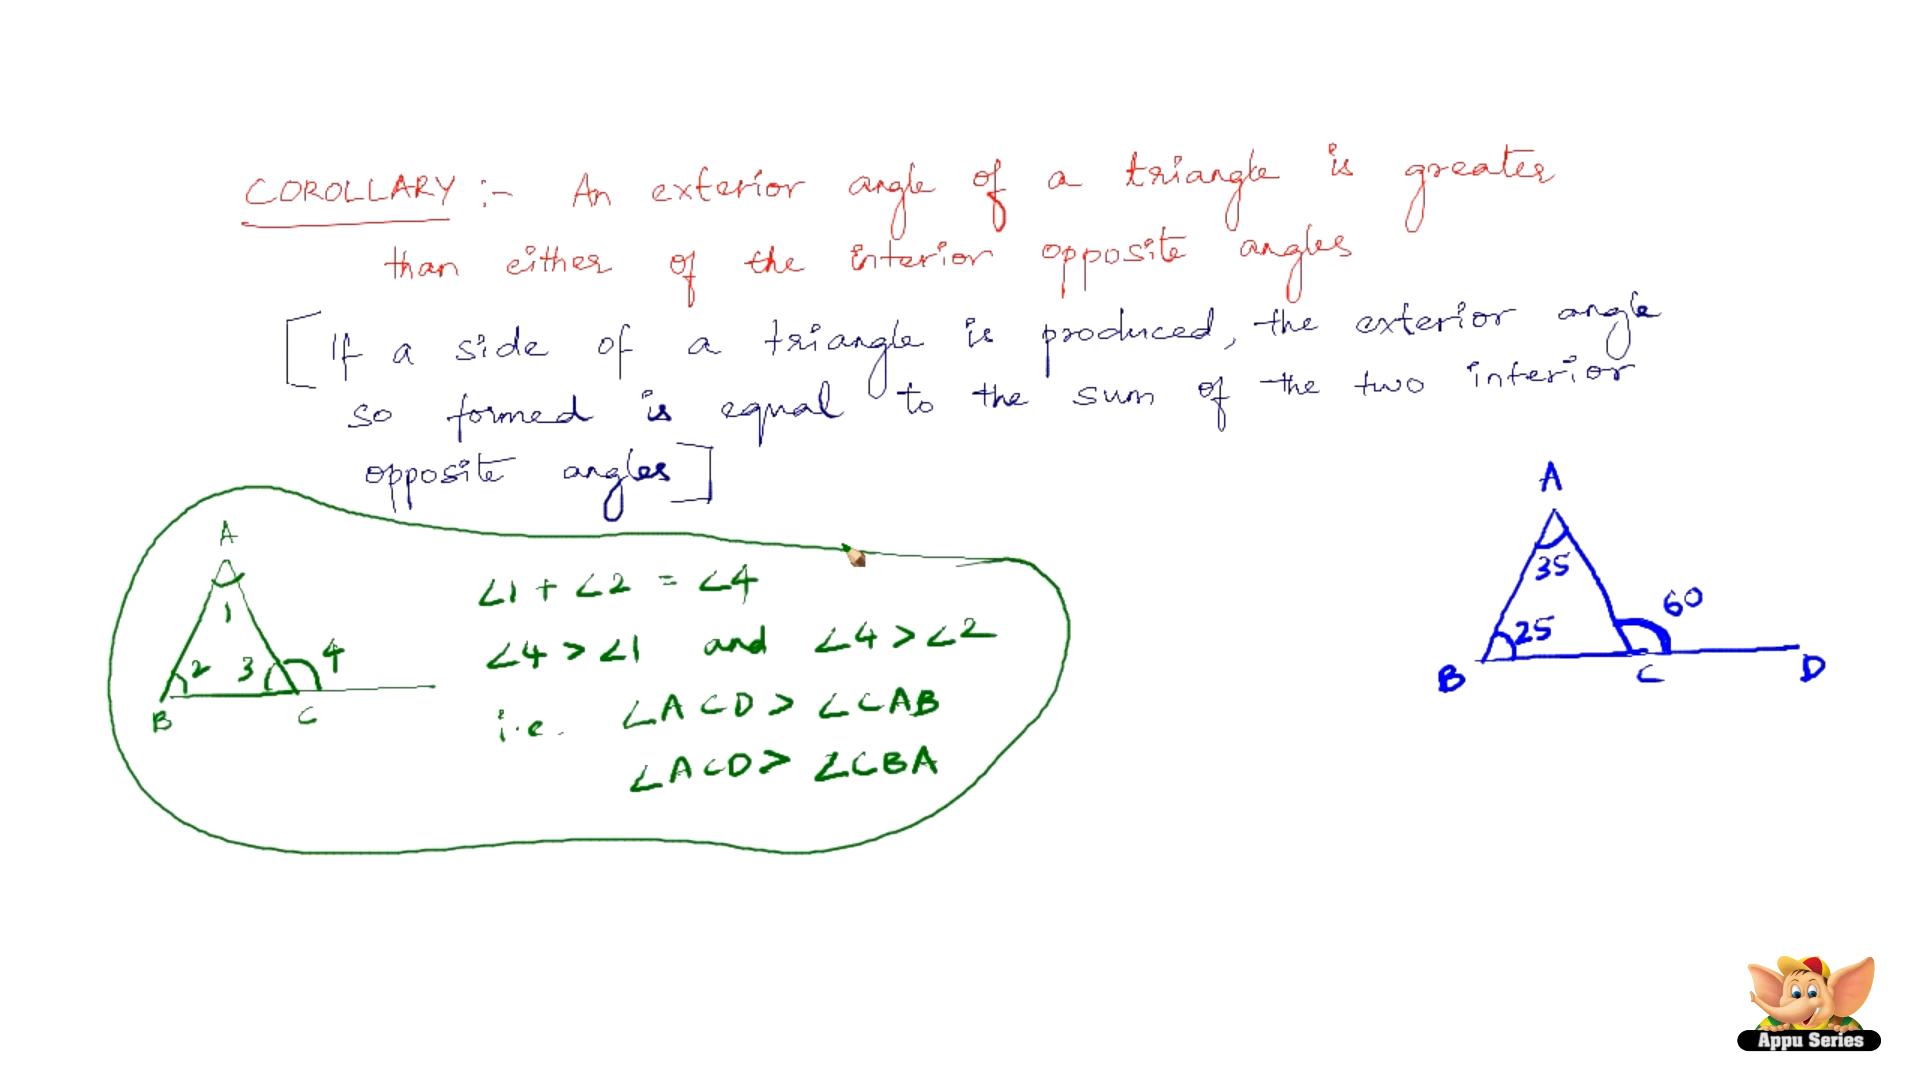 COROLLARY :- An exterior angle of a triangle is greater
than either of the interior opposite angles
[If a side of a triangle is produced, the exterior angle
so formed is equal to the sum of the two interior
opposite angles]
A
1
2 3 4
B C
∠1 + ∠2 = ∠4
∠4 > ∠1 and ∠4 > ∠2
i.e. ∠ACD > ∠CAB
∠ACD > ∠CBA
A
35
25 60
B C D
Appu Series